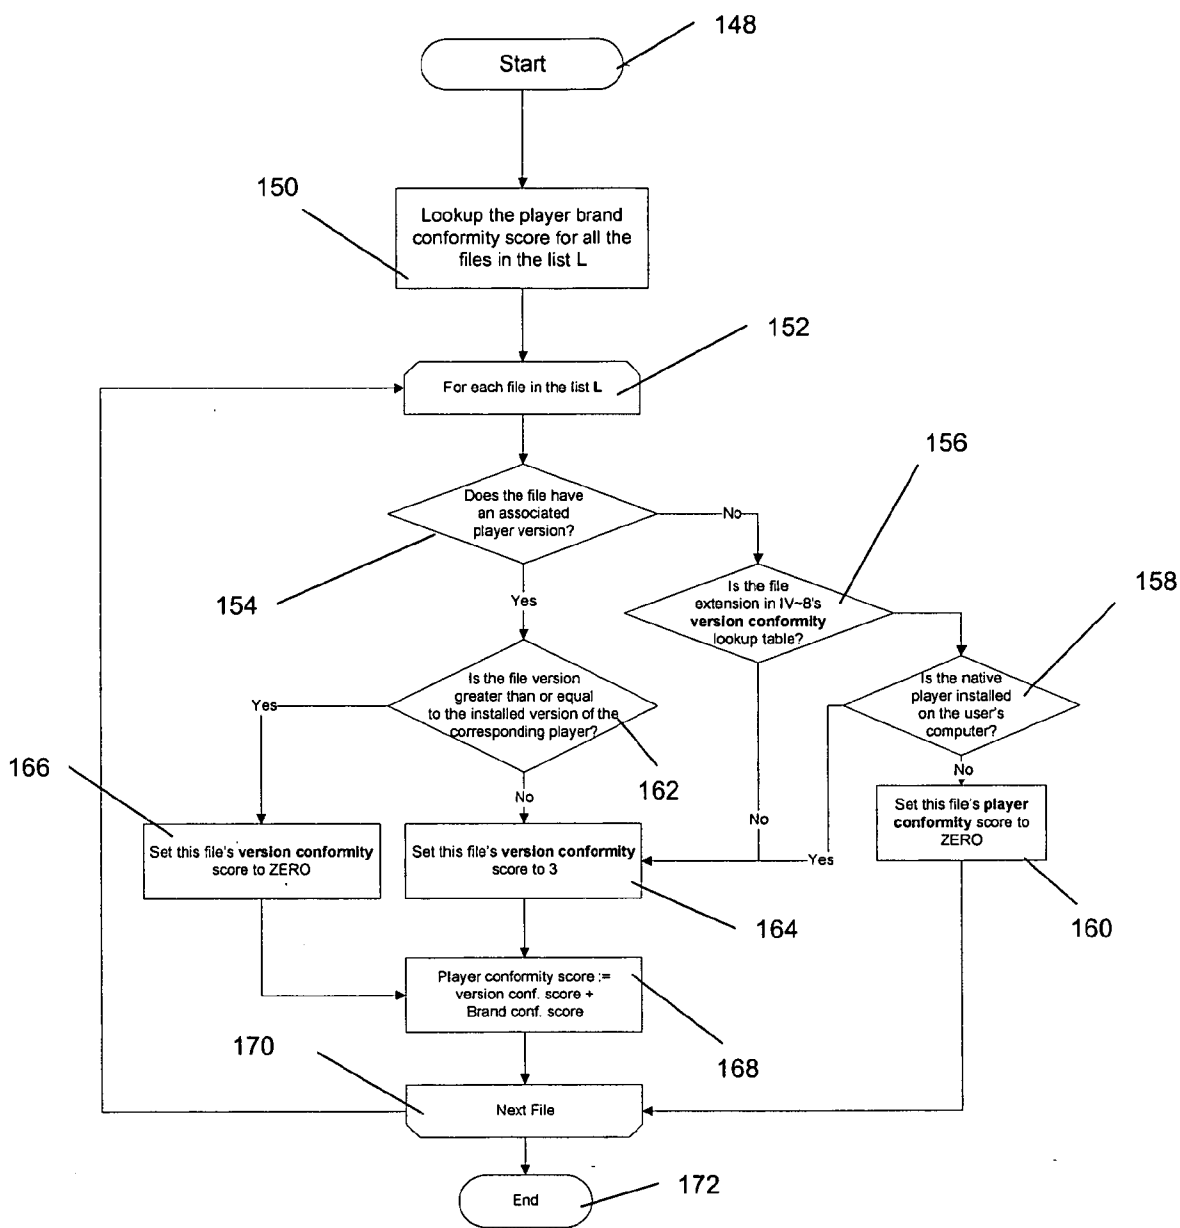 148
Start
150
Lookup the player brand
conformity score for all the
files in the list L
152
For each file in the list L
156
Does the file have
an associated
player version?
No
154
Is the file
extension in IV~8's
version conformity
lookup table?
158
Yes
Is the file version
greater than or equal
to the installed version of the
corresponding player?
Yes
Is the native
player installed
on the user's
computer?
166
162
No
No
No
Set this file's player
conformity score to
ZERO
Set this file's version conformity
score to ZERO
Set this file's version conformity
score to 3
Yes
164
160
Player conformity score :=
version conf. score +
Brand conf. score
170
168
Next File
End
172